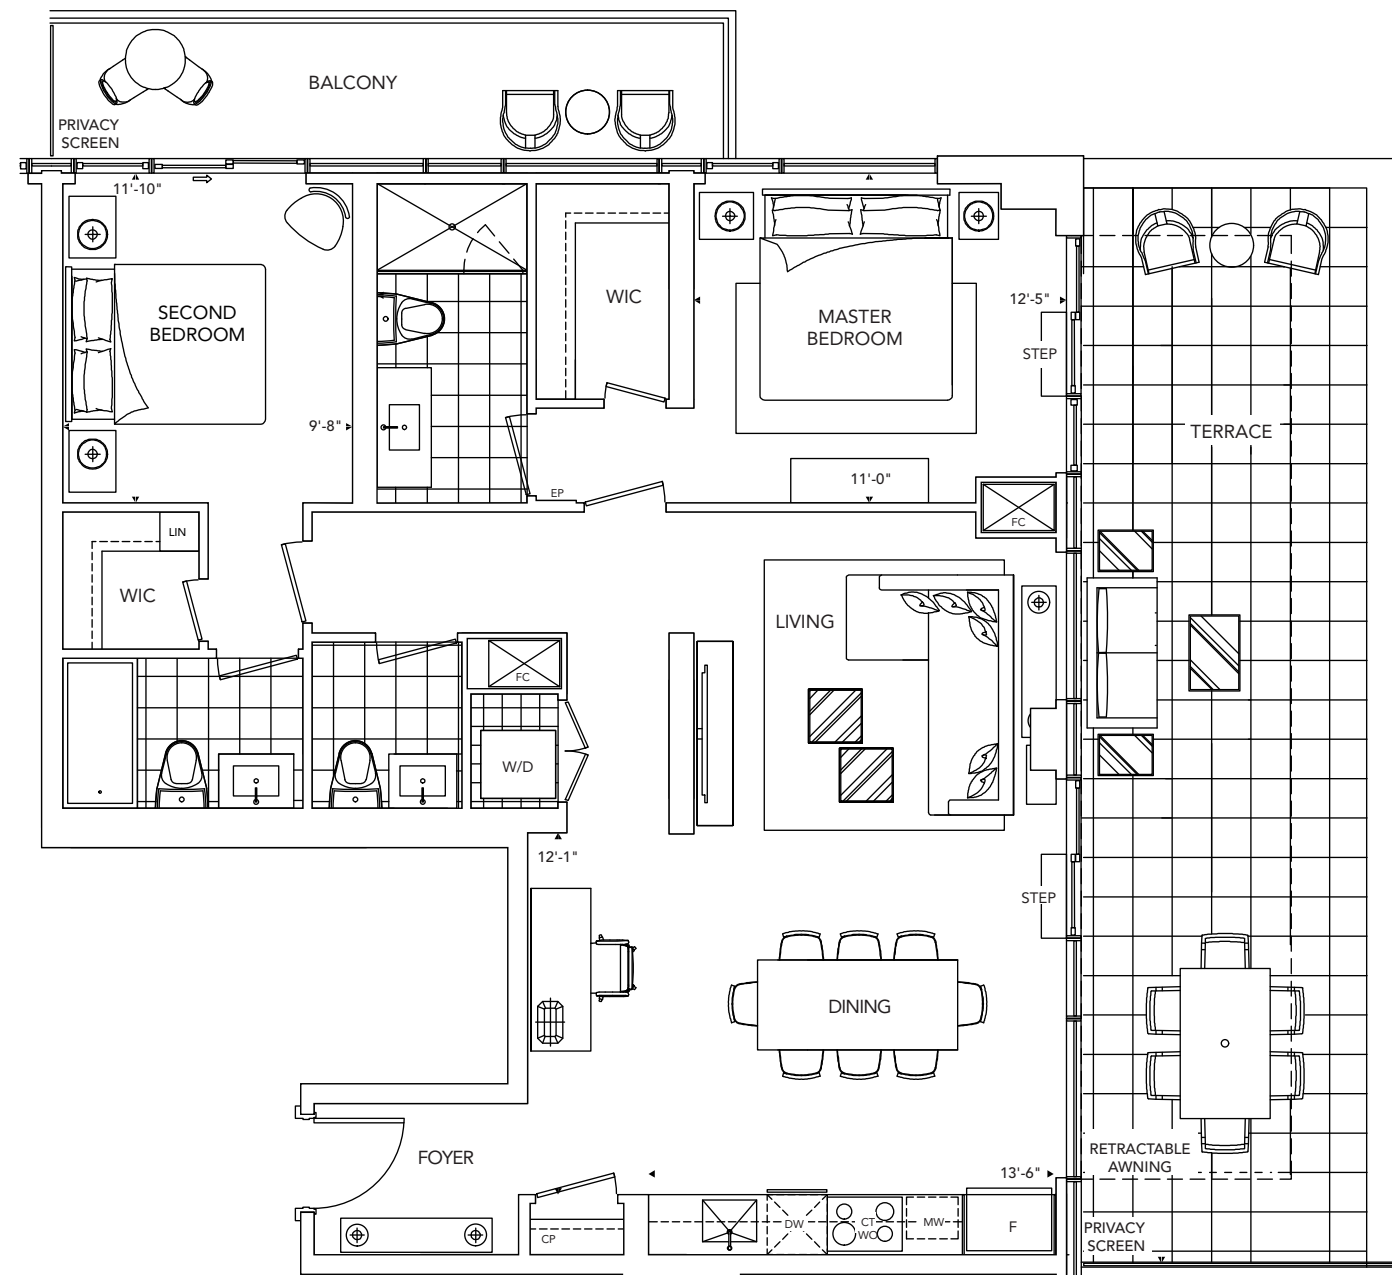 BALCONY
PRIVACY
SCREEN
11'-10"
SECOND
BEDROOM
WIC
MASTER
BEDROOM
12'-5"
STEP
9'-8"
TERRACE
11'-0"
EP
FC
LIN
WIC
LIVING
FC
W/D
12'-1"
STEP
DINING
FOYER
RETRACTABLE
AWNING
13'-6"
CP
DW
CT
WO
MW
F
PRIVACY
SCREEN